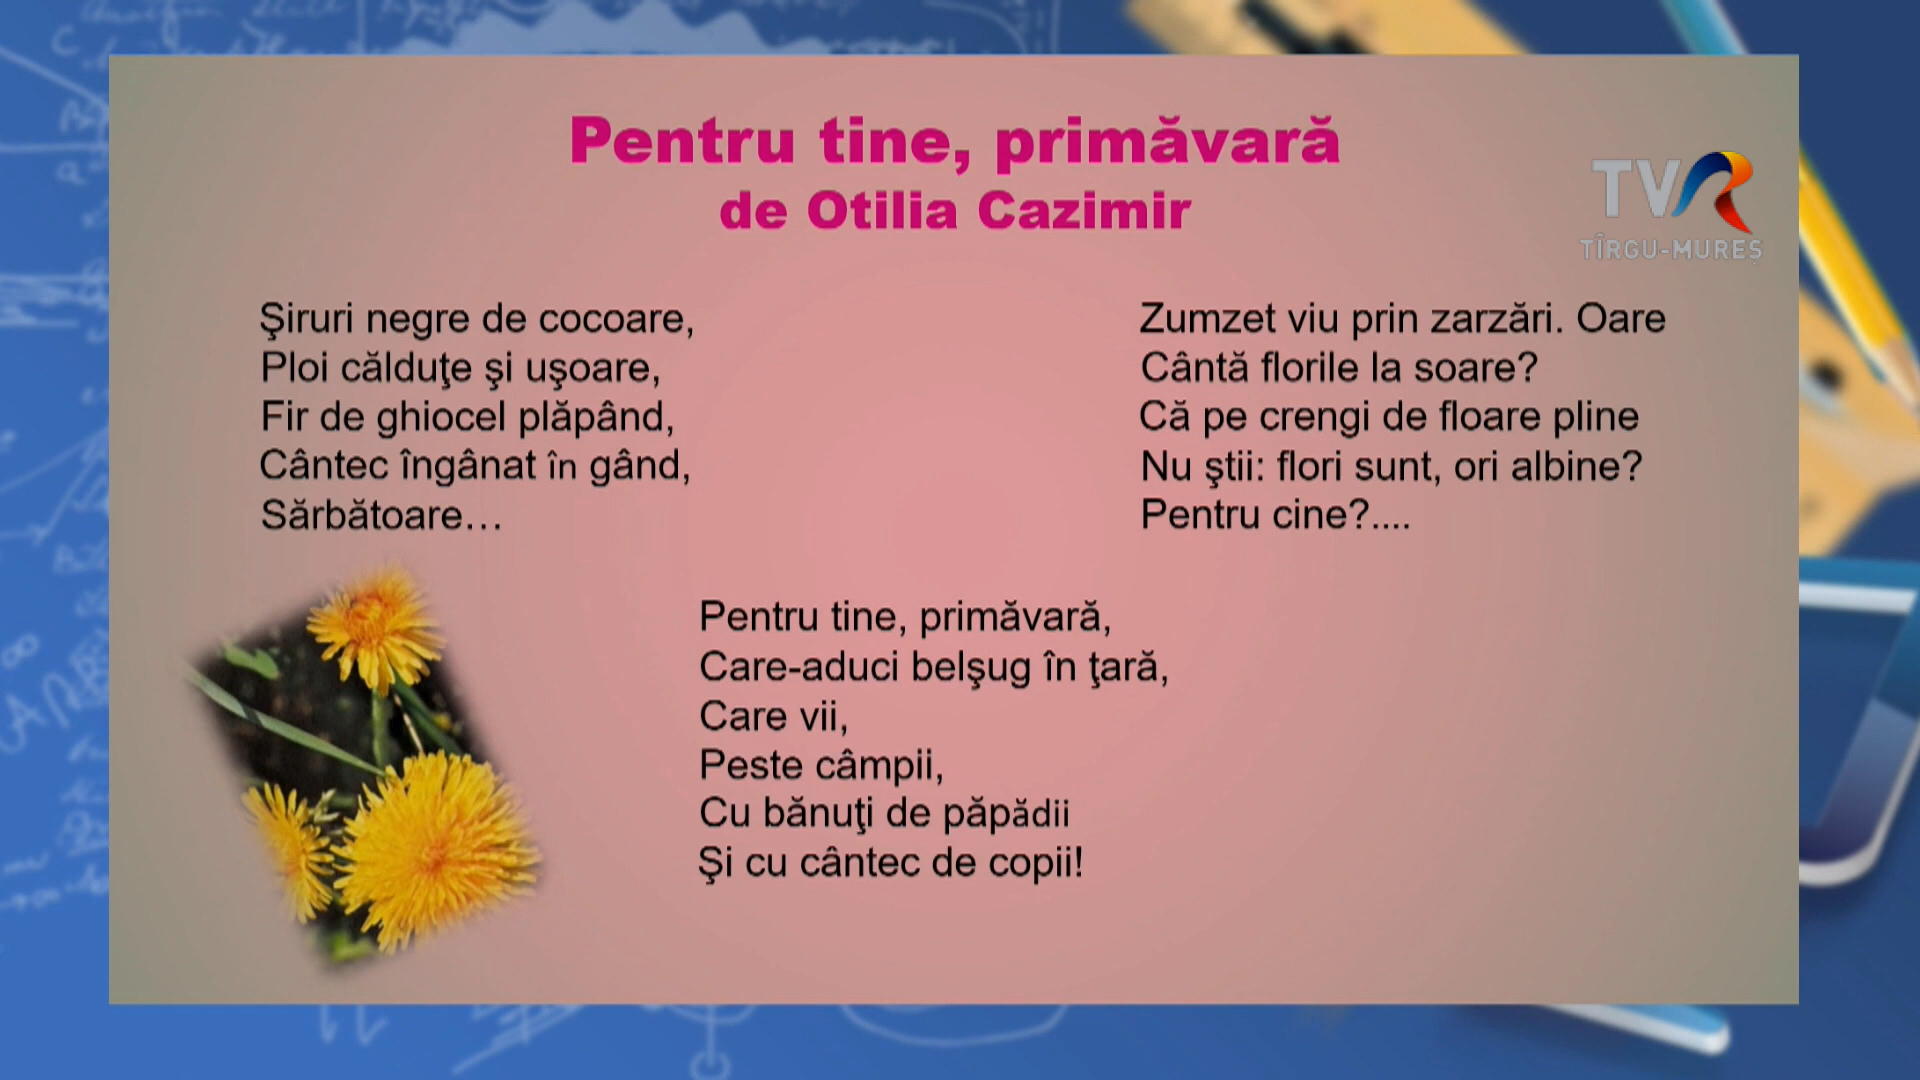 Pentru tine, primăvară
de Otilia Cazimir
TVR
TÎRGU-MUREȘ
Şiruri negre de cocoare,
Ploi călduţe şi uşoare,
Fir de ghiocel plăpând,
Cântec îngânat în gând,
Sărbătoare…
Zumzet viu prin zarzări. Oare
Cântă florile la soare?
Că pe crengi de floare pline
Nu ştii: flori sunt, ori albine?
Pentru cine?....
Pentru tine, primăvară,
Care-aduci belşug în ţară,
Care vii,
Peste câmpii,
Cu bănuţi de păpădii
Şi cu cântec de copii!